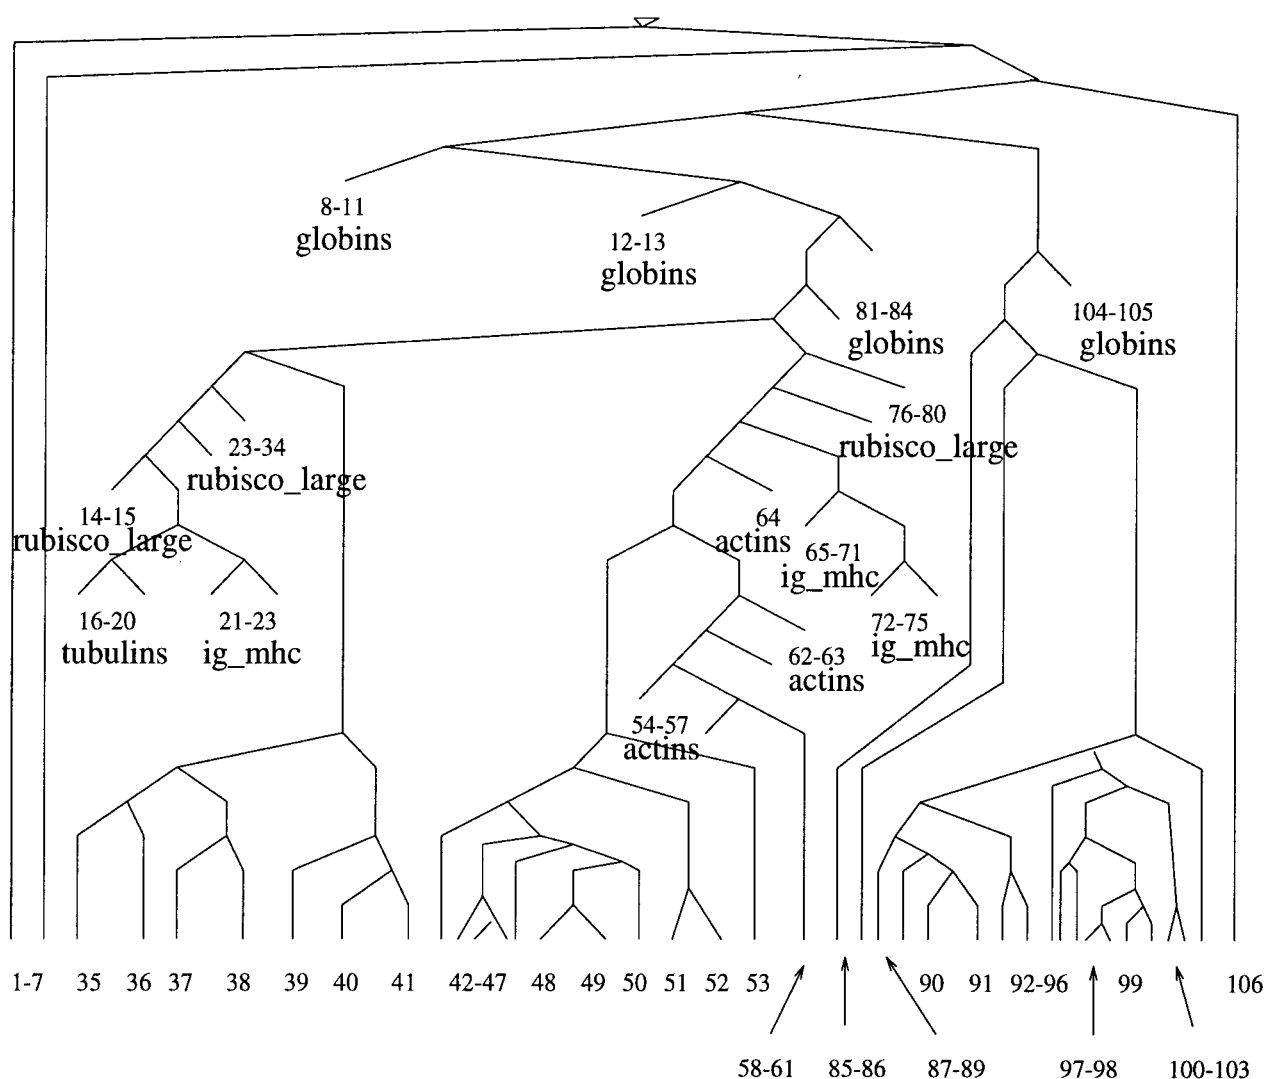 8-11
globins
12-13
globins
81-84
globins
104-105
globins
76-80
rubisco_large
23-34
rubisco_large
14-15
rubisco_large
64
actins
65-71
ig_mhc
16-20
tubulins
21-23
ig_mhc
72-75
ig_mhc
62-63
actins
54-57
actins
1-7 35 36 37 38 39 40 41 42-47 48 49 50 51 52 53 90 91 92-96 99 106
58-61 85-86 87-89 97-98 100-103